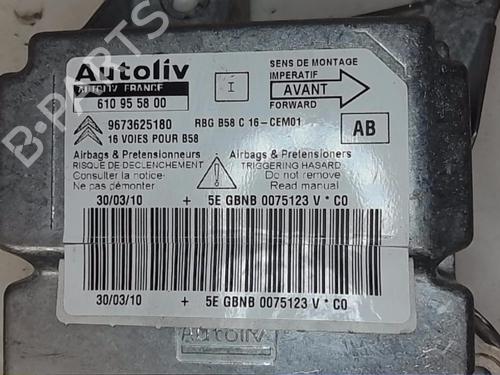 Autoliv
AUTOLIV FRANCE
610 95 58 00
I
SENS DE MONTAGE
IMPERATIF
AVANT
FORWARD
9673625180
RBG B58 C 16-CEM01
16 VOIES POUR B58
AB
Airbags & Pretensionneurs
RISQUE DE DECLENCHEMENT
Consulter la notice
Ne pas démonter
Airbags & Pretensionners
TRIGGERING HASARD
Do not remove
Read manual
30/03/10 + 5E GBNB 0075123 V * C0
30/03/10 + 5E GBNB 0075123 V * C0
Autoliv
B-PARTS